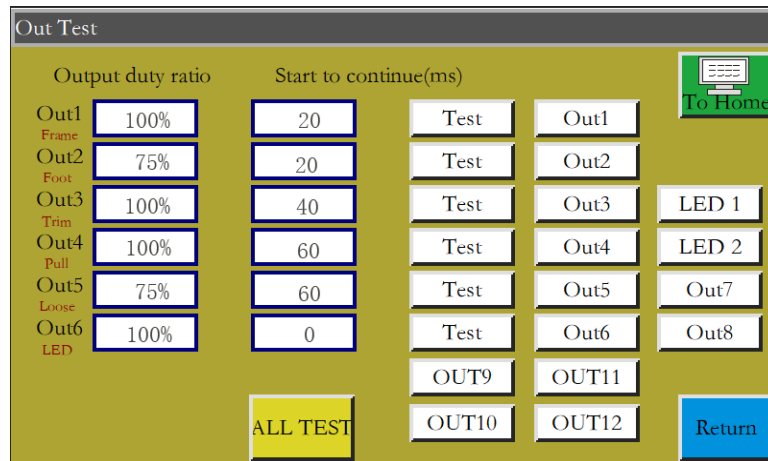 Out Test
Output duty ratio Start to continue(ms) To Home
Out1 100% 20 Test Out1
Frame
Out2 75% 20 Test Out2
Foot
Out3 100% 40 Test Out3 LED 1
Trim
Out4 100% 60 Test Out4 LED 2
Pull
Out5 75% 60 Test Out5 Out7
Loose
Out6 100% 0 Test Out6 Out8
LED
OUT9 OUT11
ALL TEST OUT10 OUT12 Return